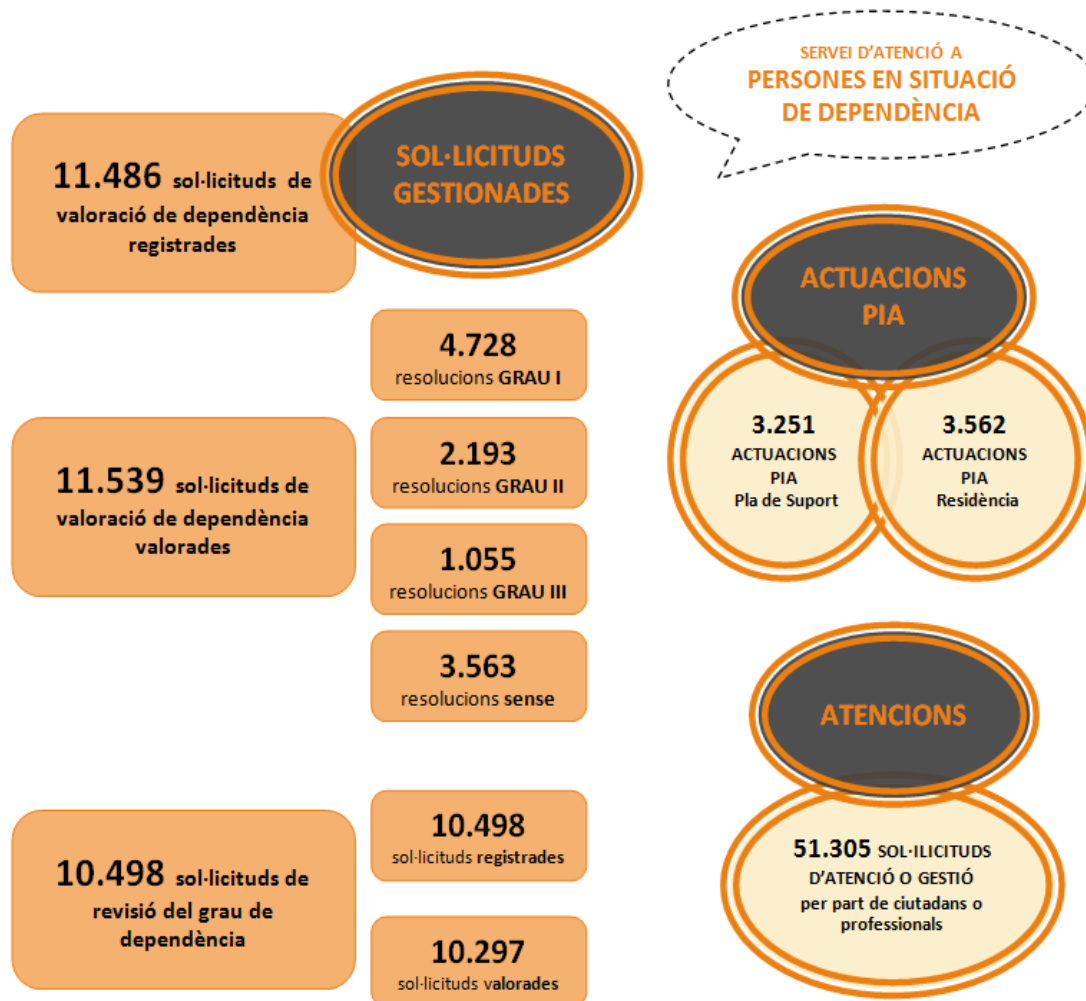 SERVEI D'ATENCIÓ A
PERSONES EN SITUACIÓ
DE DEPENDÈNCIA
SOL·LICITUDS
GESTIONADES
11.486 sol·licituds de
valoració de dependència
registrades
4.728
resolucions GRAU I
11.539 sol·licituds de
valoració de dependència
valorades
2.193
resolucions GRAU II
1.055
resolucions GRAU III
3.563
resolucions sense
10.498 sol·licituds de
revisió del grau de
dependència
10.498
sol·licituds registrades
10.297
sol·licituds valorades
ACTUACIONS
PIA
3.251
ACTUACIONS
PIA
Pla de Suport
3.562
ACTUACIONS
PIA
Residència
ATENCIONS
51.305 SOL·ILICITUDS
D'ATENCIÓ O GESTIÓ
per part de ciutadans o
professionals